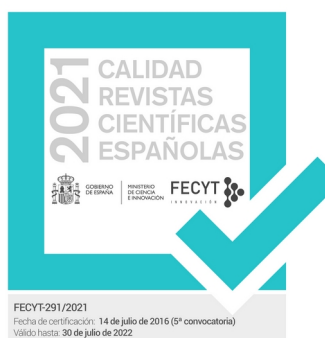 2021
CALIDAD
REVISTAS
CIENTÍFICAS
ESPAÑOLAS
GOBIERNO
DE ESPAÑA
MINISTERIO
DE CIENCIA
E INNOVACIÓN
FECYT
INNOVACIÓN
FECYT-291/2021
Fecha de certificación: 14 de julio de 2016 (5ª convocatoria)
Válido hasta: 30 de julio de 2022